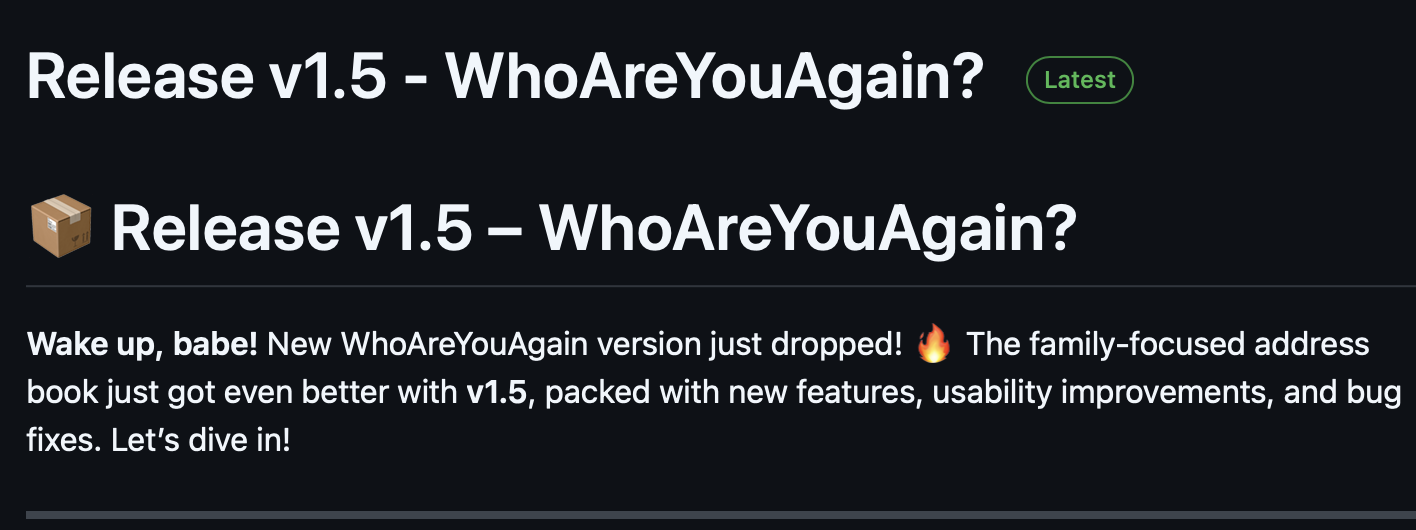 Release v1.5 - WhoAreYouAgain? Latest
📦 Release v1.5 – WhoAreYouAgain?
Wake up, babe! New WhoAreYouAgain version just dropped! 🔥 The family-focused address
book just got even better with v1.5, packed with new features, usability improvements, and bug
fixes. Let’s dive in!